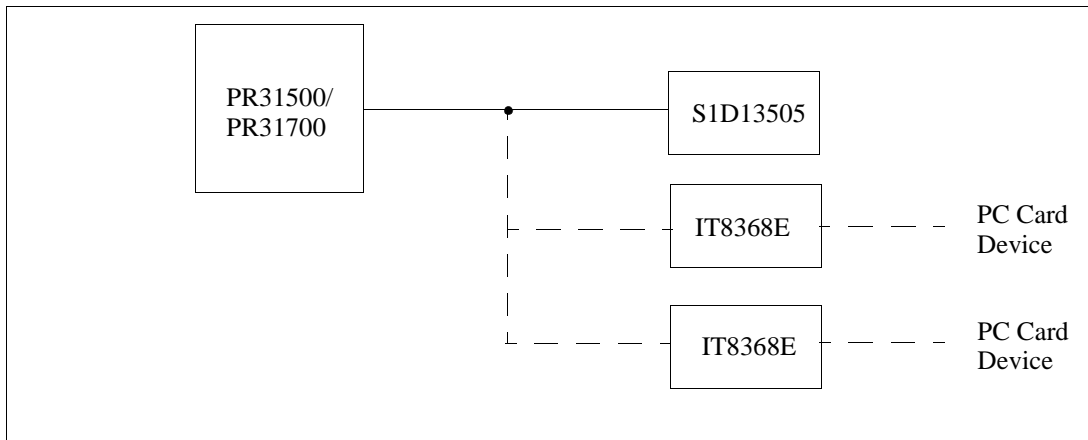 PR31500/
PR31700
S1D13505
IT8368E
PC Card
Device
IT8368E
PC Card
Device